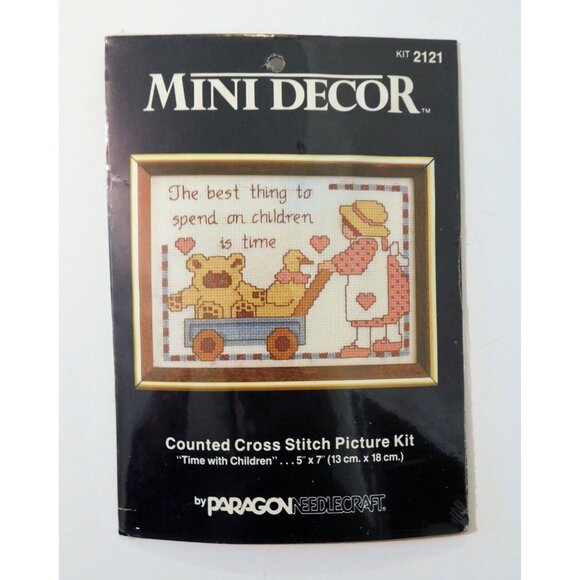 KIT 2121
MINI DECOR™
The best thing to
spend on children
is time
Counted Cross Stitch Picture Kit
"Time with Children" . . . 5" x 7" (13 cm. x 18 cm.)
by PARAGON NEEDLECRAFT®